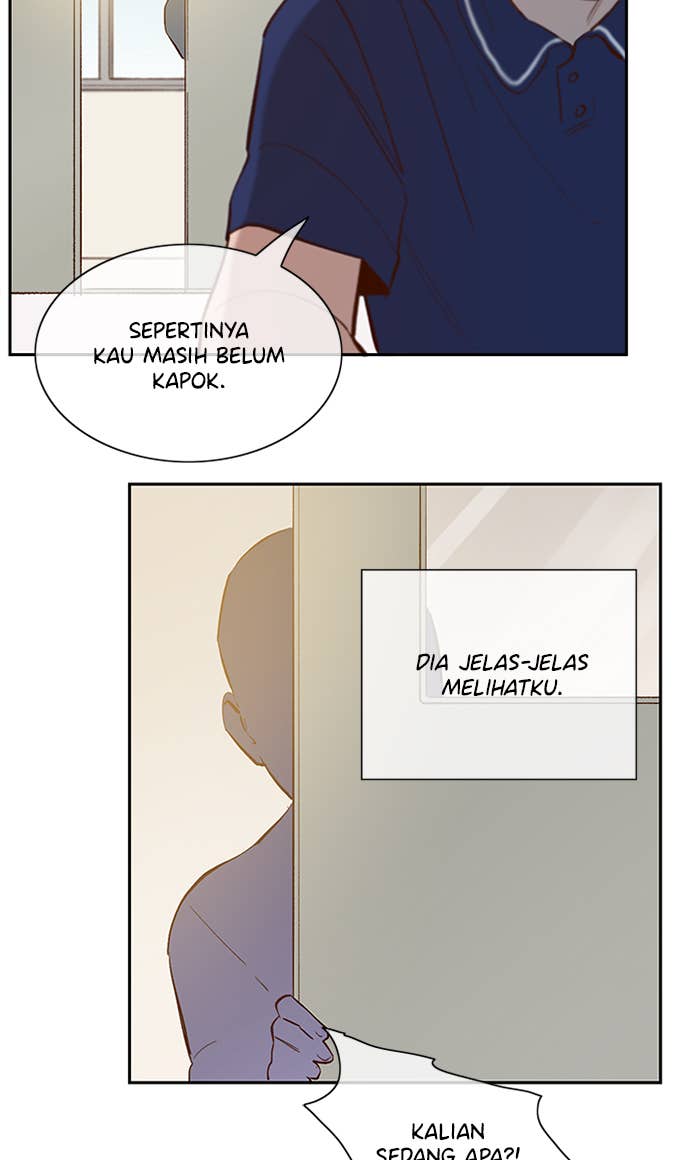 SEPERTINYA
KAU MASIH BELUM
KAPOK.
DIA JELAS-JELAS
MELIHATKU.
KALIAN
SEDANG APA?!